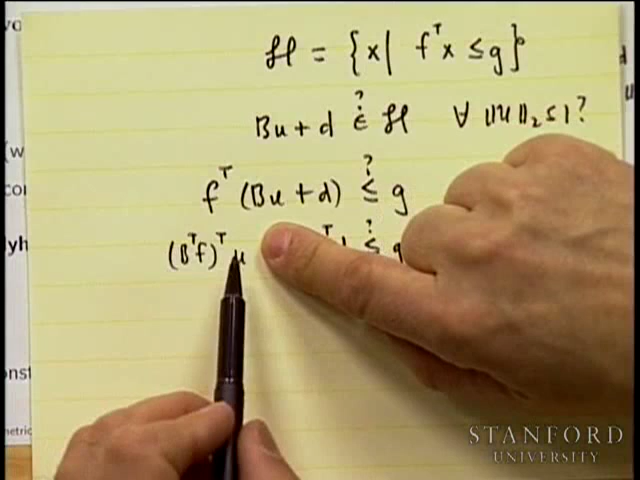 ℋ = {x | fᵀx ≤ g}
Bu + d ∈? ℋ ∀ ‖u‖₂ ≤ 1?
fᵀ(Bu + d) ≤? g
(Bᵀf)ᵀu ≤? g
STANFORD
UNIVERSITY